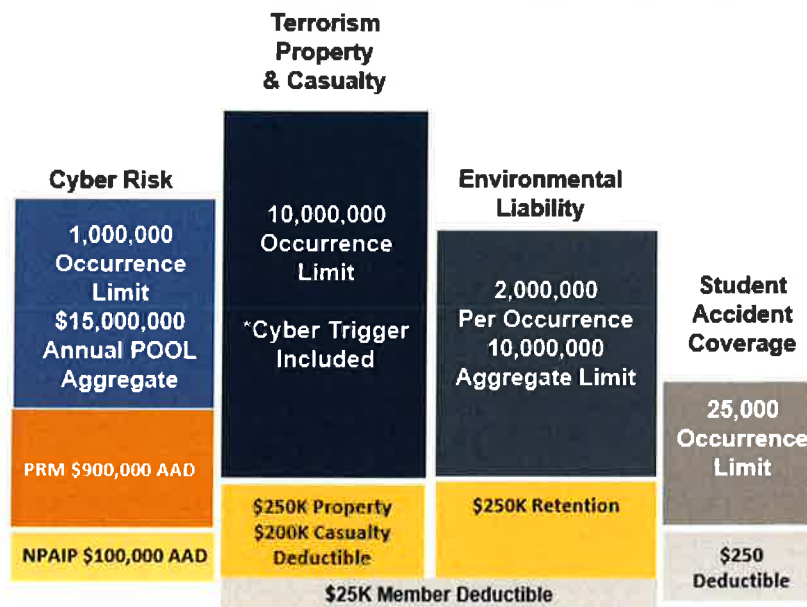 Terrorism
Property
& Casualty
Cyber Risk
1,000,000
Occurrence
Limit
$15,000,000
Annual POOL
Aggregate
PRM $900,000 AAD
NPAIP $100,000 AAD
10,000,000
Occurrence
Limit
*Cyber Trigger
Included
$250K Property
$200K Casualty
Deductible
Environmental
Liability
2,000,000
Per Occurrence
10,000,000
Aggregate Limit
$250K Retention
$25K Member Deductible
Student
Accident
Coverage
25,000
Occurrence
Limit
$250
Deductible